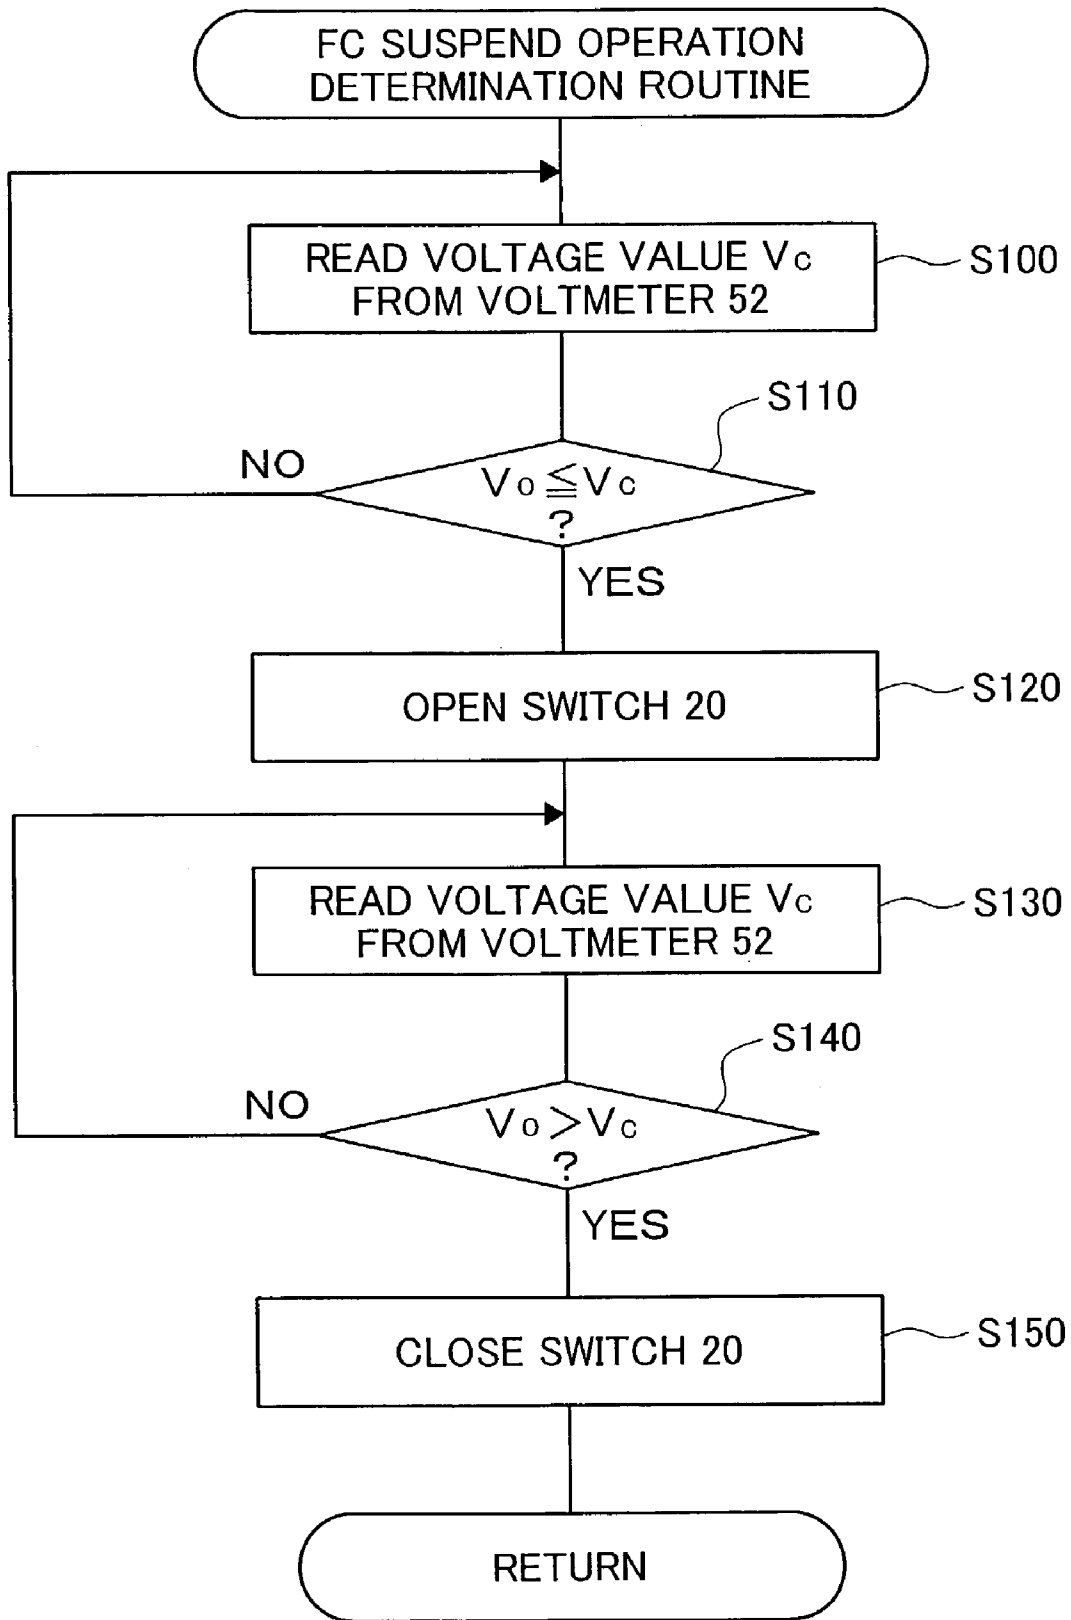 FC SUSPEND OPERATION
DETERMINATION ROUTINE
READ VOLTAGE VALUE Vc
FROM VOLTMETER 52
S100
S110
NO
Vo≦Vc
?
YES
OPEN SWITCH 20
S120
READ VOLTAGE VALUE Vc
FROM VOLTMETER 52
S130
S140
NO
Vo>Vc
?
YES
CLOSE SWITCH 20
S150
RETURN